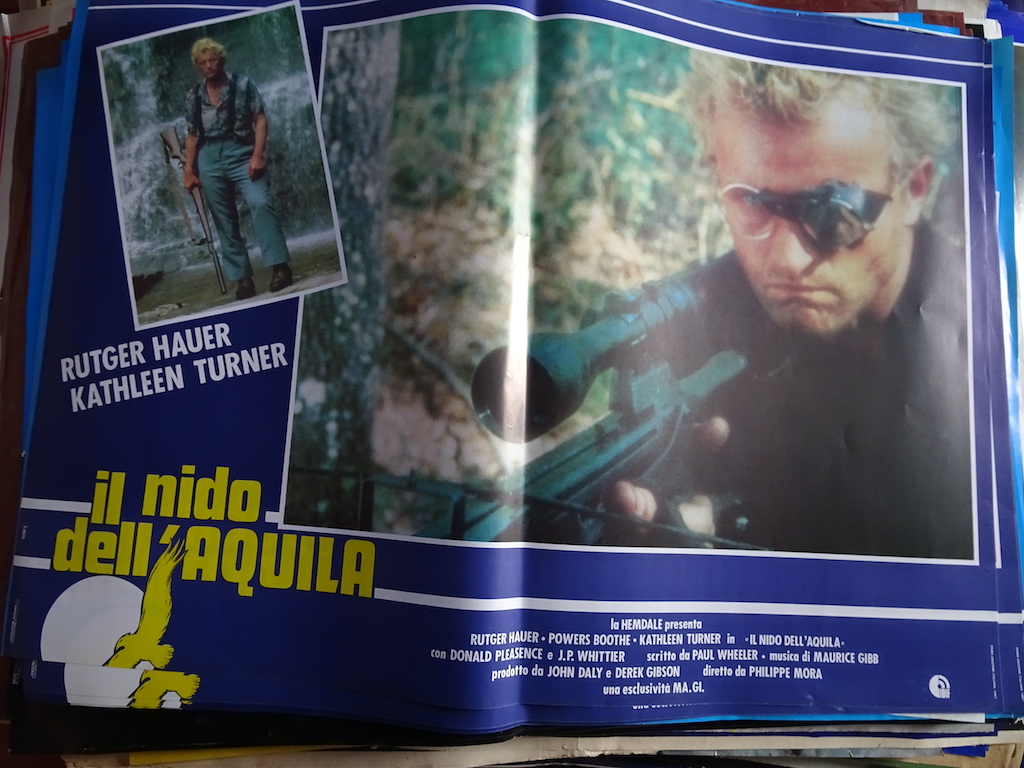 RUTGER HAUER
KATHLEEN TURNER
il nido
dell'AQUILA
la HEMDALE presenta
RUTGER HAUER • POWERS BOOTHE • KATHLEEN TURNER in «IL NIDO DELL'AQUILA»
con DONALD PLEASENCE e J.P. WHITTIER scritto da PAUL WHEELER • musica di MAURICE GIBB
prodotto da JOHN DALY e DEREK GIBSON diretto da PHILIPPE MORA
una esclusività MA.GI.